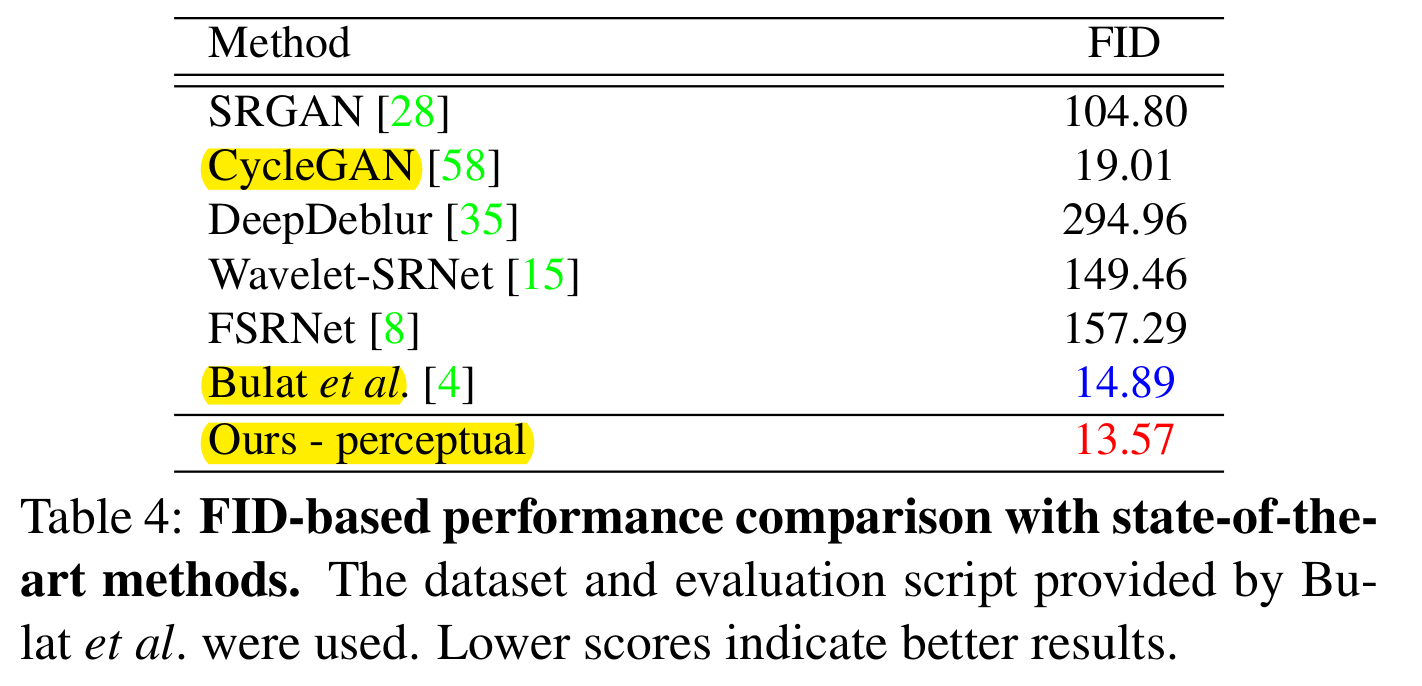 Method FID
SRGAN [28] 104.80
CycleGAN [58] 19.01
DeepDeblur [35] 294.96
Wavelet-SRNet [15] 149.46
FSRNet [8] 157.29
Bulat et al. [4] 14.89
Ours - perceptual 13.57
Table 4: FID-based performance comparison with state-of-the-
art methods. The dataset and evaluation script provided by Bu-
lat et al. were used. Lower scores indicate better results.